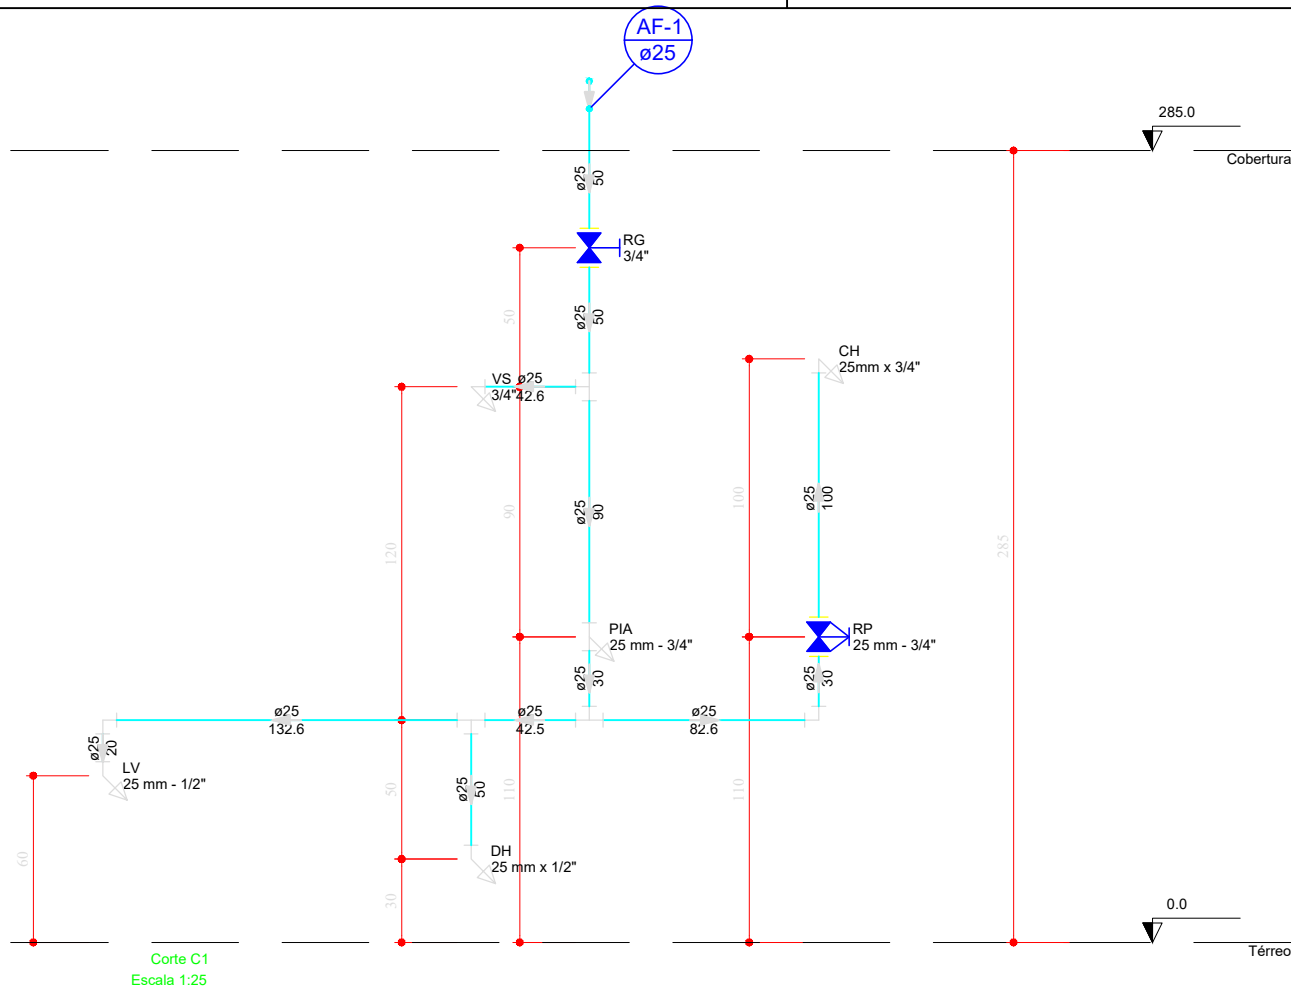 AF-1
ø25
285.0
Cobertura
ø25
50
RG
3/4"
50
ø25
50
CH
25mm x 3/4"
VS
3/4"
ø25
42.6
120
90
ø25
90
100
ø25
100
285
PIA
25 mm - 3/4"
RP
25 mm - 3/4"
ø25
30
ø25
30
ø25
132.6
ø25
42.5
ø25
82.6
ø25
20
LV
25 mm - 1/2"
50
ø25
50
110
110
DH
25 mm x 1/2"
60
30
0.0
Térreo
Corte C1
Escala 1:25